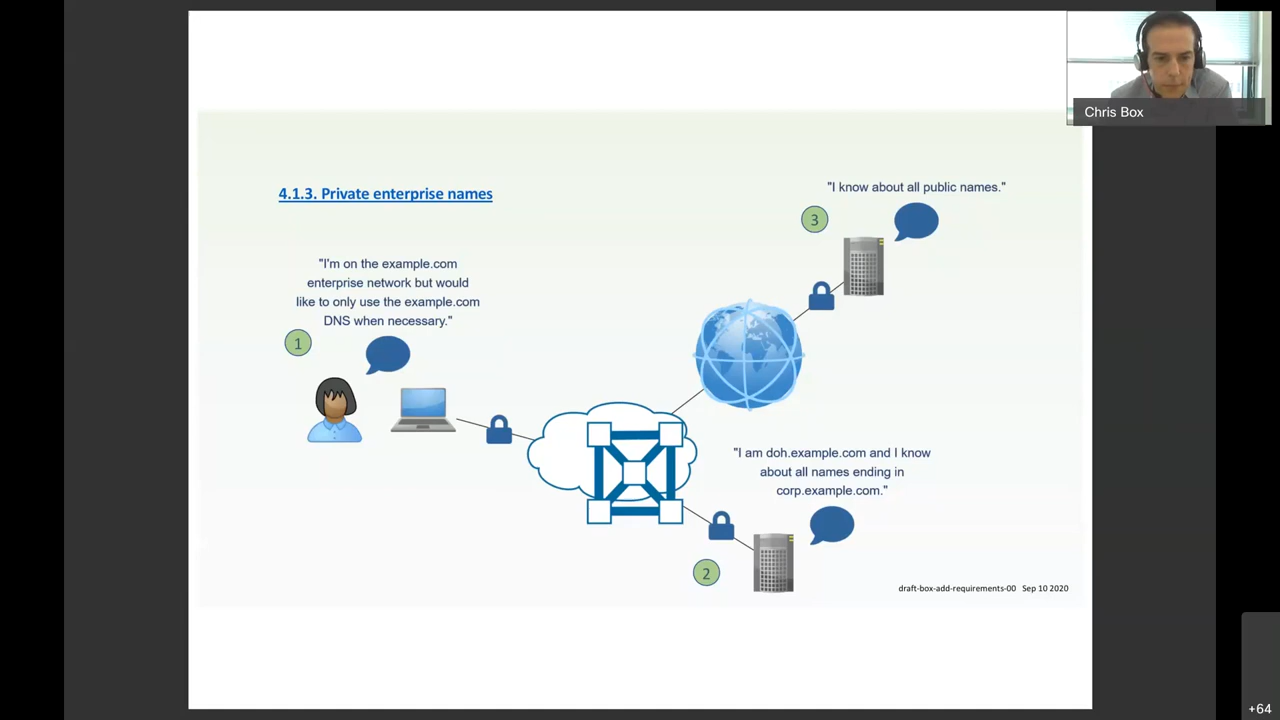 Chris Box
4.1.3. Private enterprise names
"I know about all public names."
3
"I'm on the example.com
enterprise network but would
like to only use the example.com
DNS when necessary."
1
"I am doh.example.com and I know
about all names ending in
corp.example.com."
2
draft-box-add-requirements-00 Sep 10 2020
+64